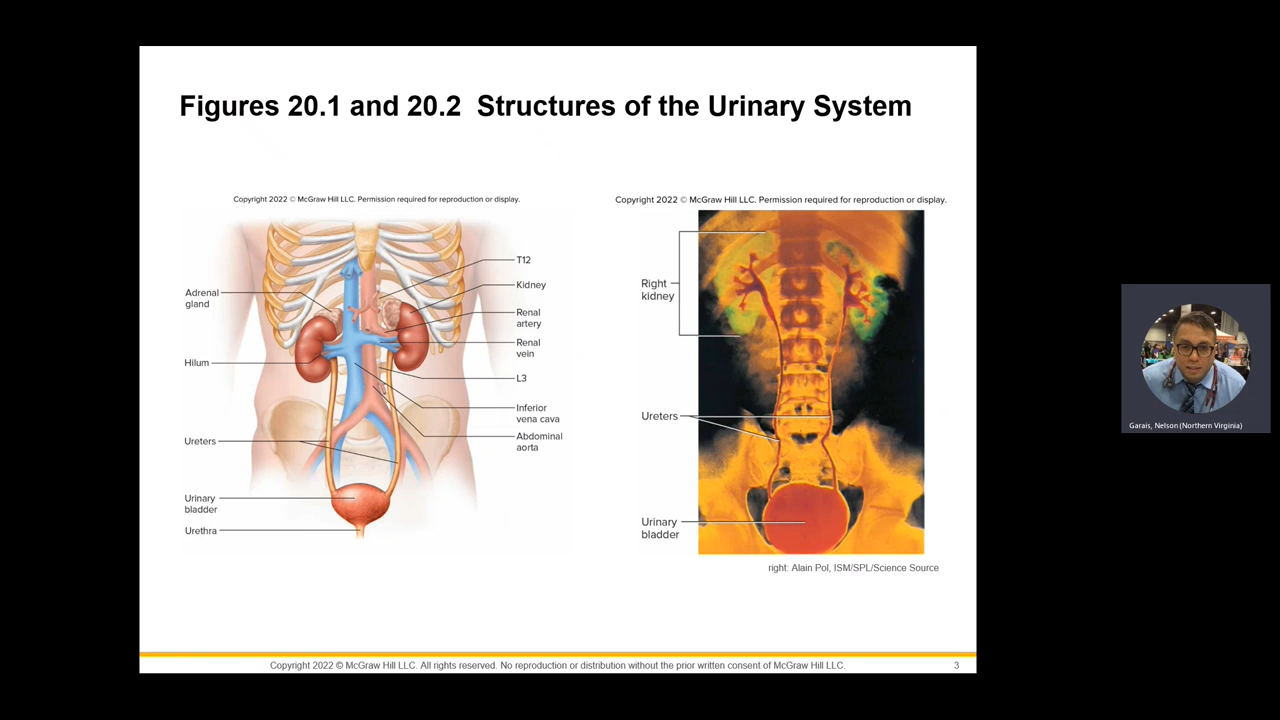 Figures 20.1 and 20.2  Structures of the Urinary System
Copyright 2022 © McGraw Hill LLC. Permission required for reproduction or display.
T12
Adrenal
gland
Kidney
Renal
artery
Renal
vein
Hilum
L3
Inferior
vena cava
Abdominal
aorta
Ureters
Urinary
bladder
Urethra
Copyright 2022 © McGraw Hill LLC. Permission required for reproduction or display.
Right
kidney
Ureters
Urinary
bladder
right: Alain Pol, ISM/SPL/Science Source
Copyright 2022 © McGraw Hill LLC. All rights reserved. No reproduction or distribution without the prior written consent of McGraw Hill LLC.
3
Garais, Nelson (Northern Virginia)